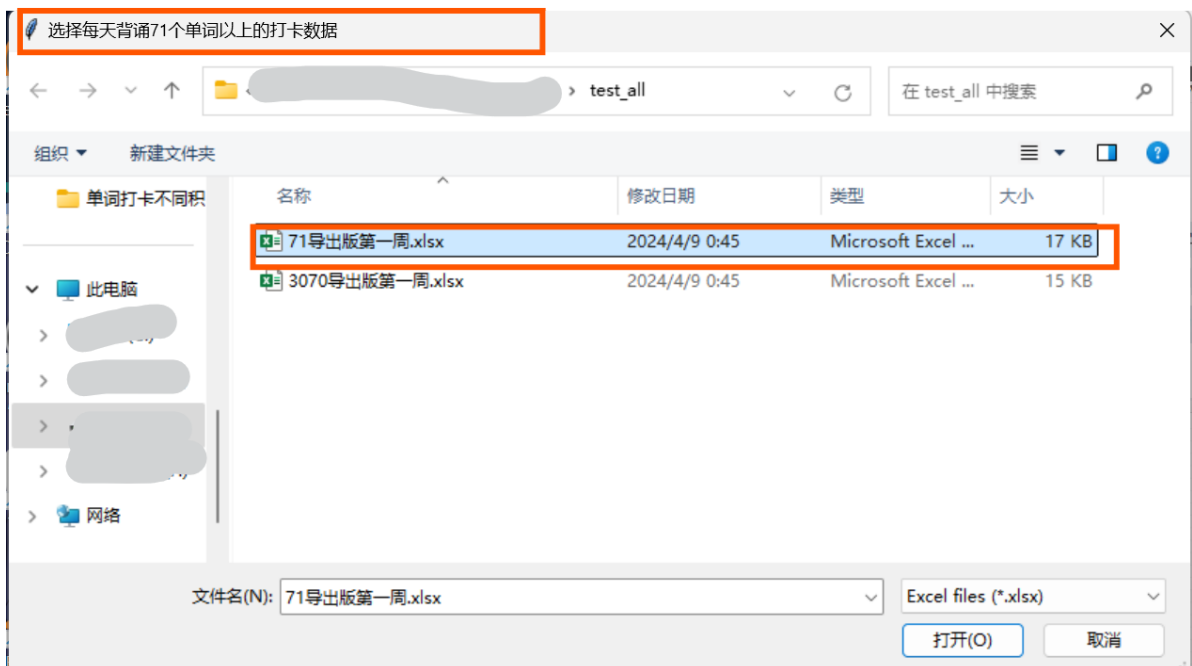 选择每天背诵71个单词以上的打卡数据
test_all
在 test_all 中搜索
组织 新建文件夹
单词打卡不同积
名称 修改日期 类型 大小
71导出版第一周.xlsx 2024/4/9 0:45 Microsoft Excel ... 17 KB
3070导出版第一周.xlsx 2024/4/9 0:45 Microsoft Excel ... 15 KB
此电脑
网络
文件名(N): 71导出版第一周.xlsx Excel files (*.xlsx)
打开(O) 取消